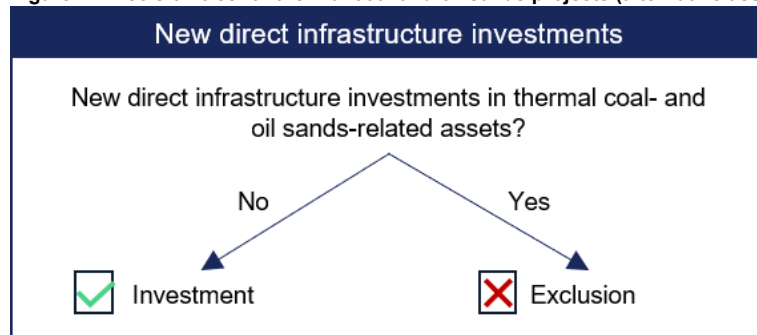 New direct infrastructure investments
New direct infrastructure investments in thermal coal- and
oil sands-related assets?
No
Yes
Investment
Exclusion